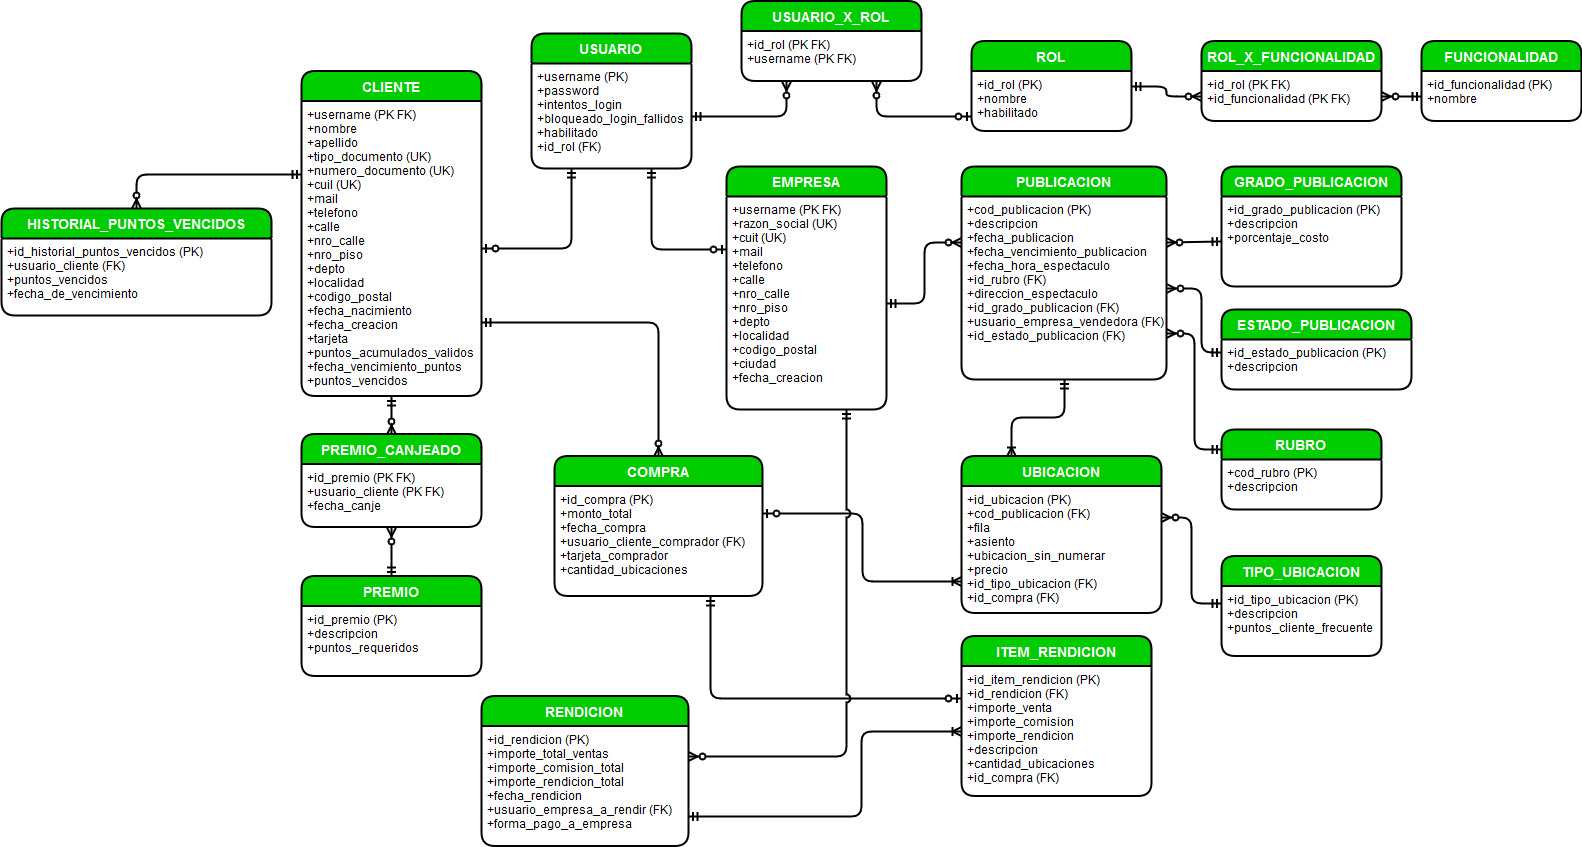 USUARIO_X_ROL
+id_rol (PK FK)
+username (PK FK)
USUARIO
+username (PK)
+password
+intentos_login
+bloqueado_login_fallidos
+habilitado
+id_rol (FK)
ROL
+id_rol (PK)
+nombre
+habilitado
ROL_X_FUNCIONALIDAD
+id_rol (PK FK)
+id_funcionalidad (PK FK)
FUNCIONALIDAD
+id_funcionalidad (PK)
+nombre
CLIENTE
+username (PK FK)
+nombre
+apellido
+tipo_documento (UK)
+numero_documento (UK)
+cuil (UK)
+mail
+telefono
+calle
+nro_calle
+nro_piso
+depto
+localidad
+codigo_postal
+fecha_nacimiento
+fecha_creacion
+tarjeta
+puntos_acumulados_validos
+fecha_vencimiento_puntos
+puntos_vencidos
HISTORIAL_PUNTOS_VENCIDOS
+id_historial_puntos_vencidos (PK)
+usuario_cliente (FK)
+puntos_vencidos
+fecha_de_vencimiento
EMPRESA
+username (PK FK)
+razon_social (UK)
+cuit (UK)
+mail
+telefono
+calle
+nro_calle
+nro_piso
+depto
+localidad
+codigo_postal
+ciudad
+fecha_creacion
PUBLICACION
+cod_publicacion (PK)
+descripcion
+fecha_publicacion
+fecha_vencimiento_publicacion
+fecha_hora_espectaculo
+id_rubro (FK)
+direccion_espectaculo
+id_grado_publicacion (FK)
+usuario_empresa_vendedora (FK)
+id_estado_publicacion (FK)
GRADO_PUBLICACION
+id_grado_publicacion (PK)
+descripcion
+porcentaje_costo
ESTADO_PUBLICACION
+id_estado_publicacion (PK)
+descripcion
RUBRO
+cod_rubro (PK)
+descripcion
PREMIO_CANJEADO
+id_premio (PK FK)
+usuario_cliente (PK FK)
+fecha_canje
COMPRA
+id_compra (PK)
+monto_total
+fecha_compra
+usuario_cliente_comprador (FK)
+tarjeta_comprador
+cantidad_ubicaciones
UBICACION
+id_ubicacion (PK)
+cod_publicacion (FK)
+fila
+asiento
+ubicacion_sin_numerar
+precio
+id_tipo_ubicacion (FK)
+id_compra (FK)
TIPO_UBICACION
+id_tipo_ubicacion (PK)
+descripcion
+puntos_cliente_frecuente
PREMIO
+id_premio (PK)
+descripcion
+puntos_requeridos
ITEM_RENDICION
+id_item_rendicion (PK)
+id_rendicion (FK)
+importe_venta
+importe_comision
+importe_rendicion
+descripcion
+cantidad_ubicaciones
+id_compra (FK)
RENDICION
+id_rendicion (PK)
+importe_total_ventas
+importe_comision_total
+importe_rendicion_total
+fecha_rendicion
+usuario_empresa_a_rendir (FK)
+forma_pago_a_empresa